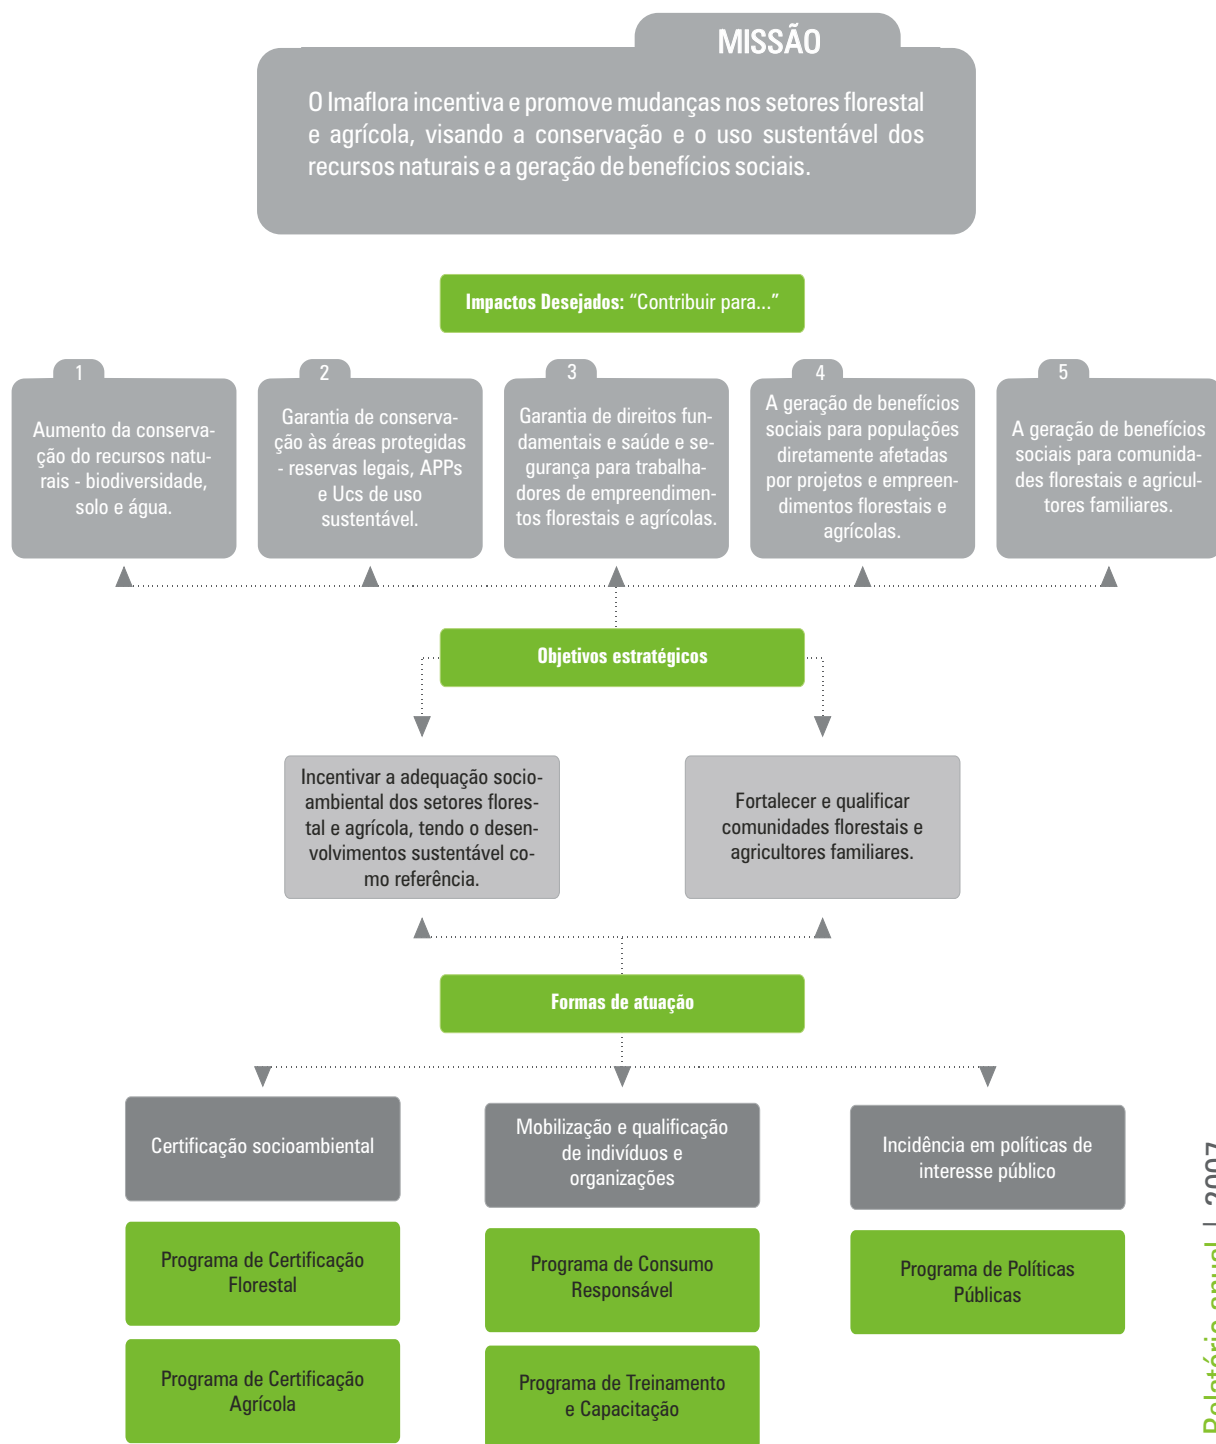 MISSÃO
O Imaflora incentiva e promove mudanças nos setores florestal
e agrícola, visando a conservação e o uso sustentável dos
recursos naturais e a geração de benefícios sociais.
Impactos Desejados: “Contribuir para...”
1
Aumento da conserva-
ção do recursos natu-
rais - biodiversidade,
solo e água.
2
Garantia de conserva-
ção às áreas protegidas
- reservas legais, APPs
e Ucs de uso
sustentável.
3
Garantia de direitos fun-
damentais e saúde e se-
gurança para trabalha-
dores de empreendimen-
tos florestais e agrícolas.
4
A geração de benefícios
sociais para populações
diretamente afetadas
por projetos e empreen-
dimentos florestais e
agrícolas.
5
A geração de benefícios
sociais para comunida-
des florestais e agricul-
tores familiares.
Objetivos estratégicos
Incentivar a adequação socio-
ambiental dos setores flores-
tal e agrícola, tendo o desen-
volvimentos sustentável co-
mo referência.
Fortalecer e qualificar
comunidades florestais e
agricultores familiares.
Formas de atuação
Certificação socioambiental
Programa de Certificação
Florestal
Programa de Certificação
Agrícola
Mobilização e qualificação
de indivíduos e
organizações
Programa de Consumo
Responsável
Programa de Treinamento
e Capacitação
Incidência em políticas de
interesse público
Programa de Políticas
Públicas
Relatório anual | 2007